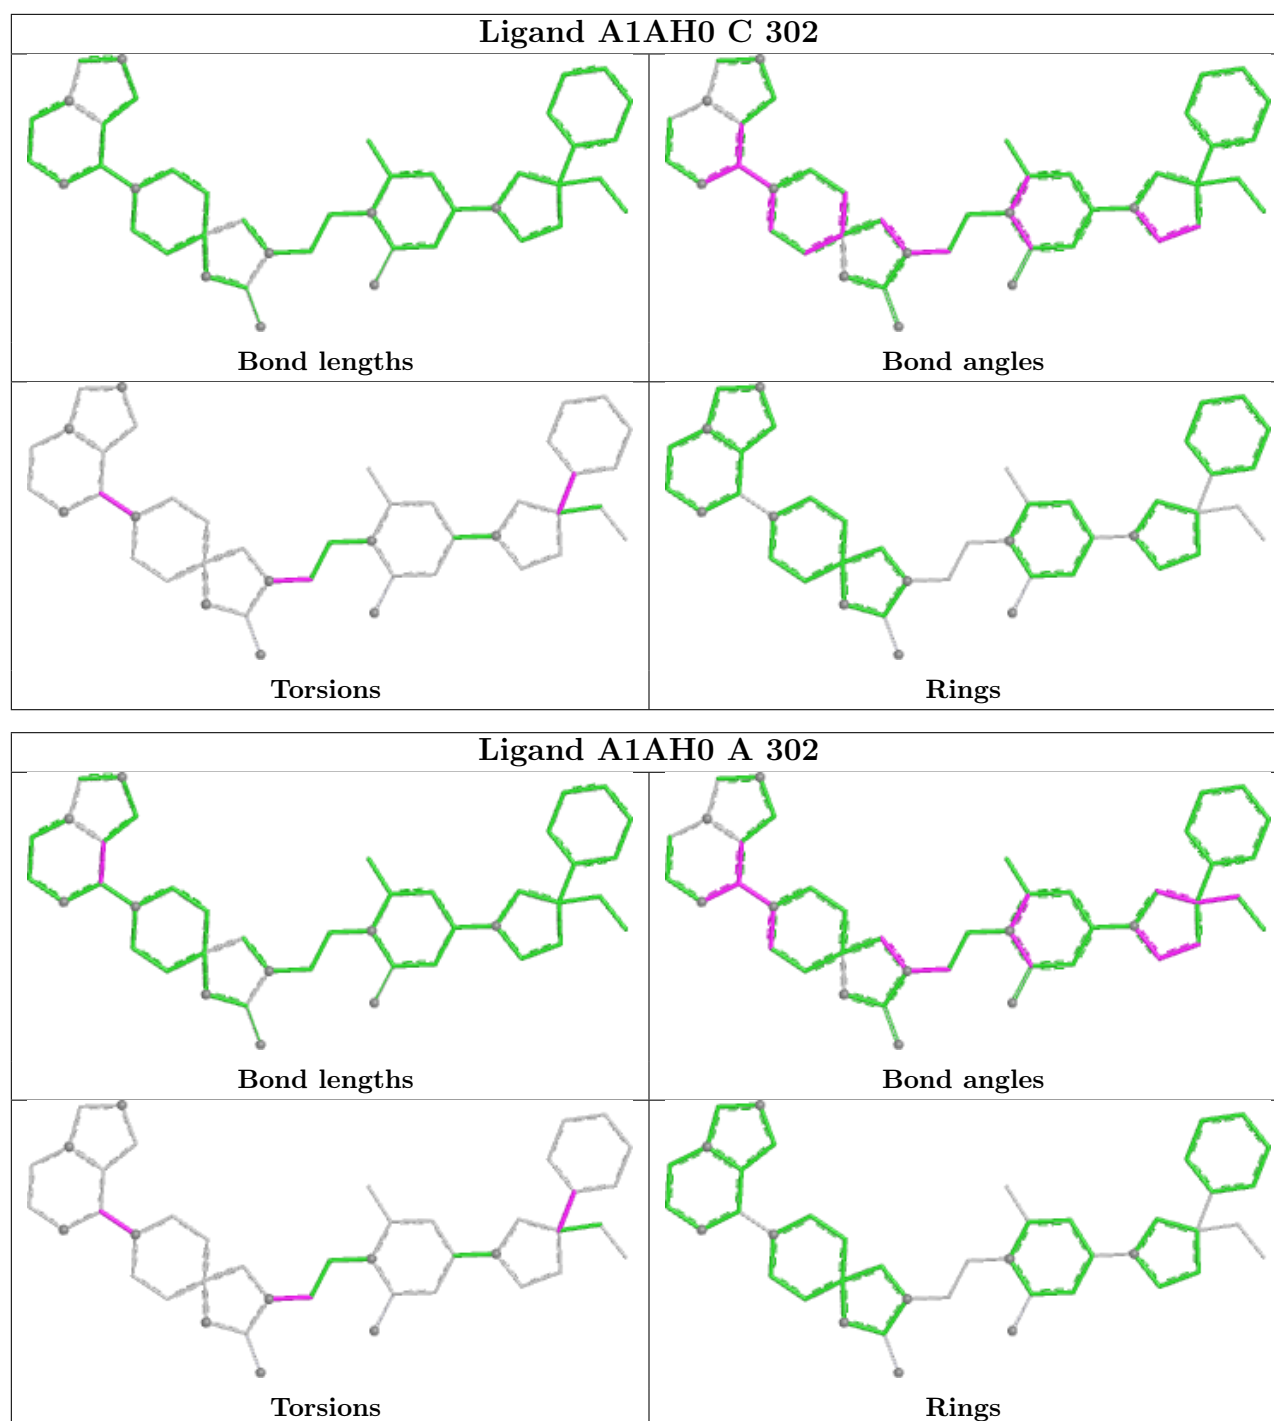 Ligand A1AH0 C 302
Bond lengths
Bond angles
Torsions
Rings
Ligand A1AH0 A 302
Bond lengths
Bond angles
Torsions
Rings